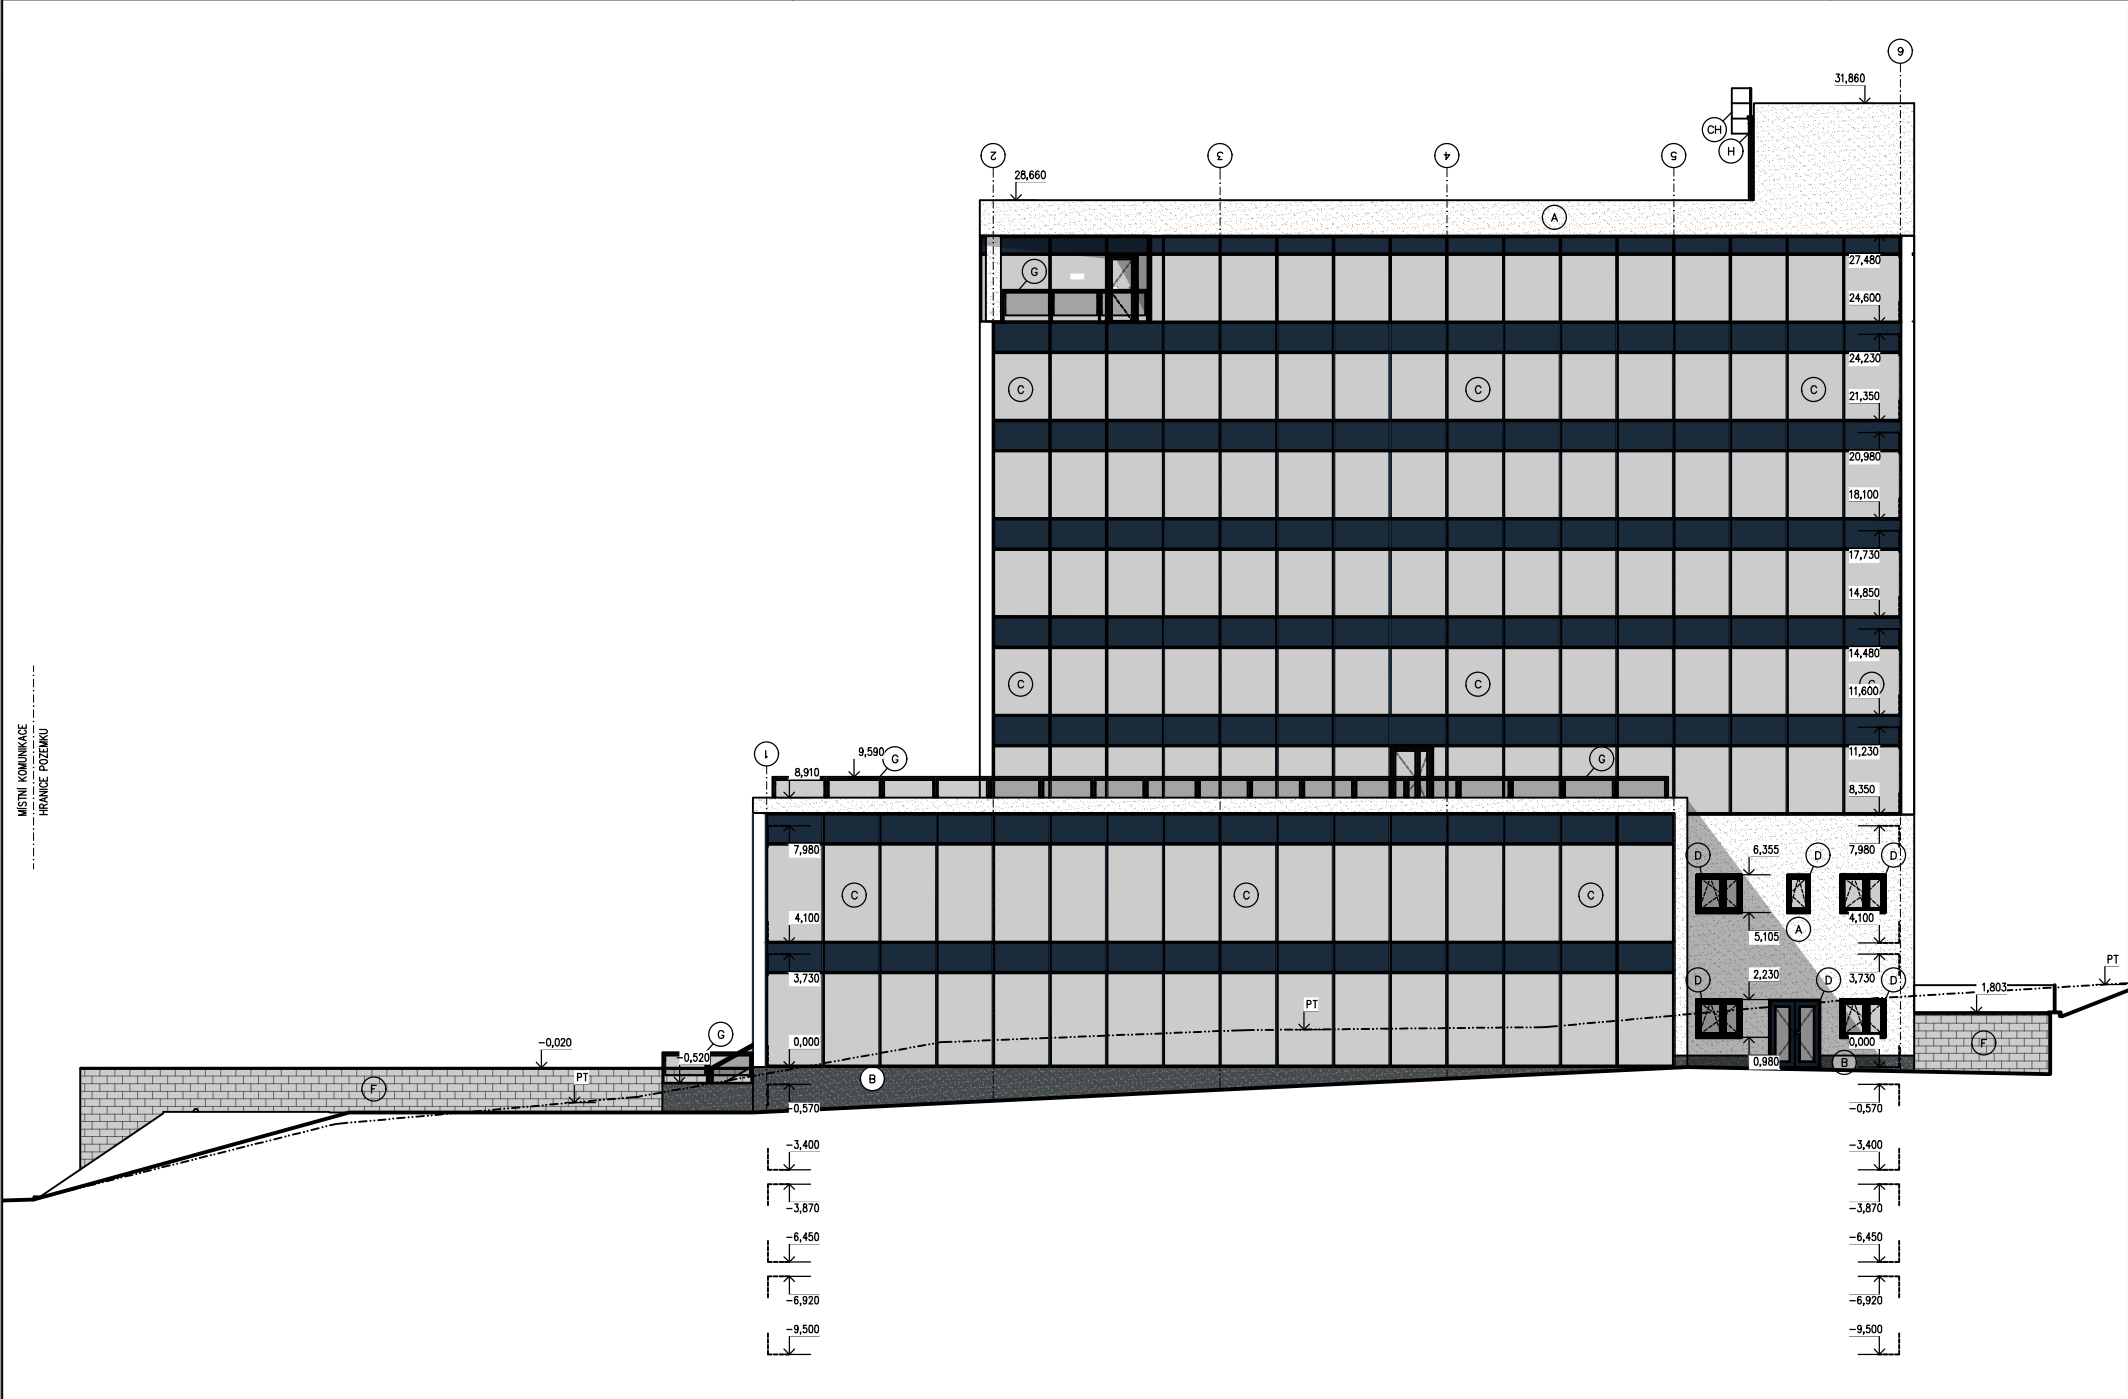 6
31,860
CH
H
2
3
4
5
28,660
A
27,480
G
24,600
24,230
C
C
C
21,350
20,980
18,100
17,730
14,850
14,480
C
C
C
11,600
11,230
MÍSTNÍ KOMUNIKACE
HRANICE POZEMKU
1
9,590
G
G
8,910
8,350
7,980
6,355
D
D
D
7,980
C
C
C
4,100
4,100
A
5,105
3,730
2,230
D
D
D
3,730
PT
1,803
PT
-0,020
G
0,000
0,000
F
-0,520
0,980
B
PT
F
B
-0,570
-0,570
-3,400
-3,400
-3,870
-3,870
-6,450
-6,450
-6,920
-6,920
-9,500
-9,500